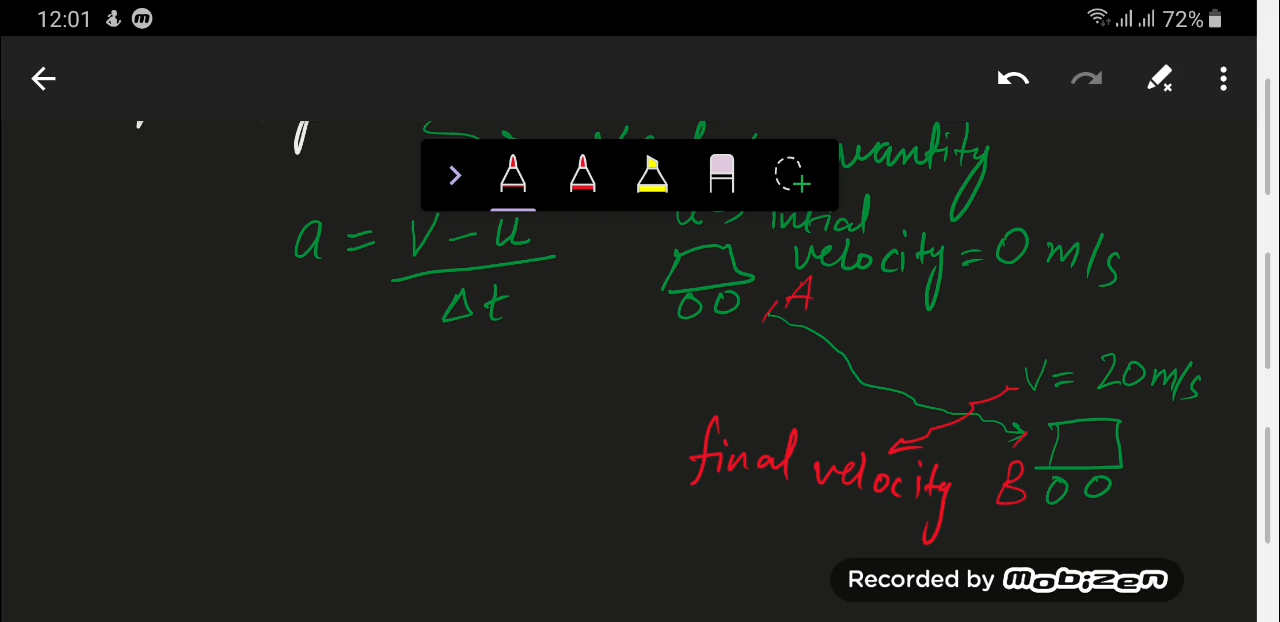 12:01 72%
quantity
a = v - u
Δt
u → initial
velocity = 0 m/s
A
v = 20 m/s
final velocity
B
Recorded by mobizen